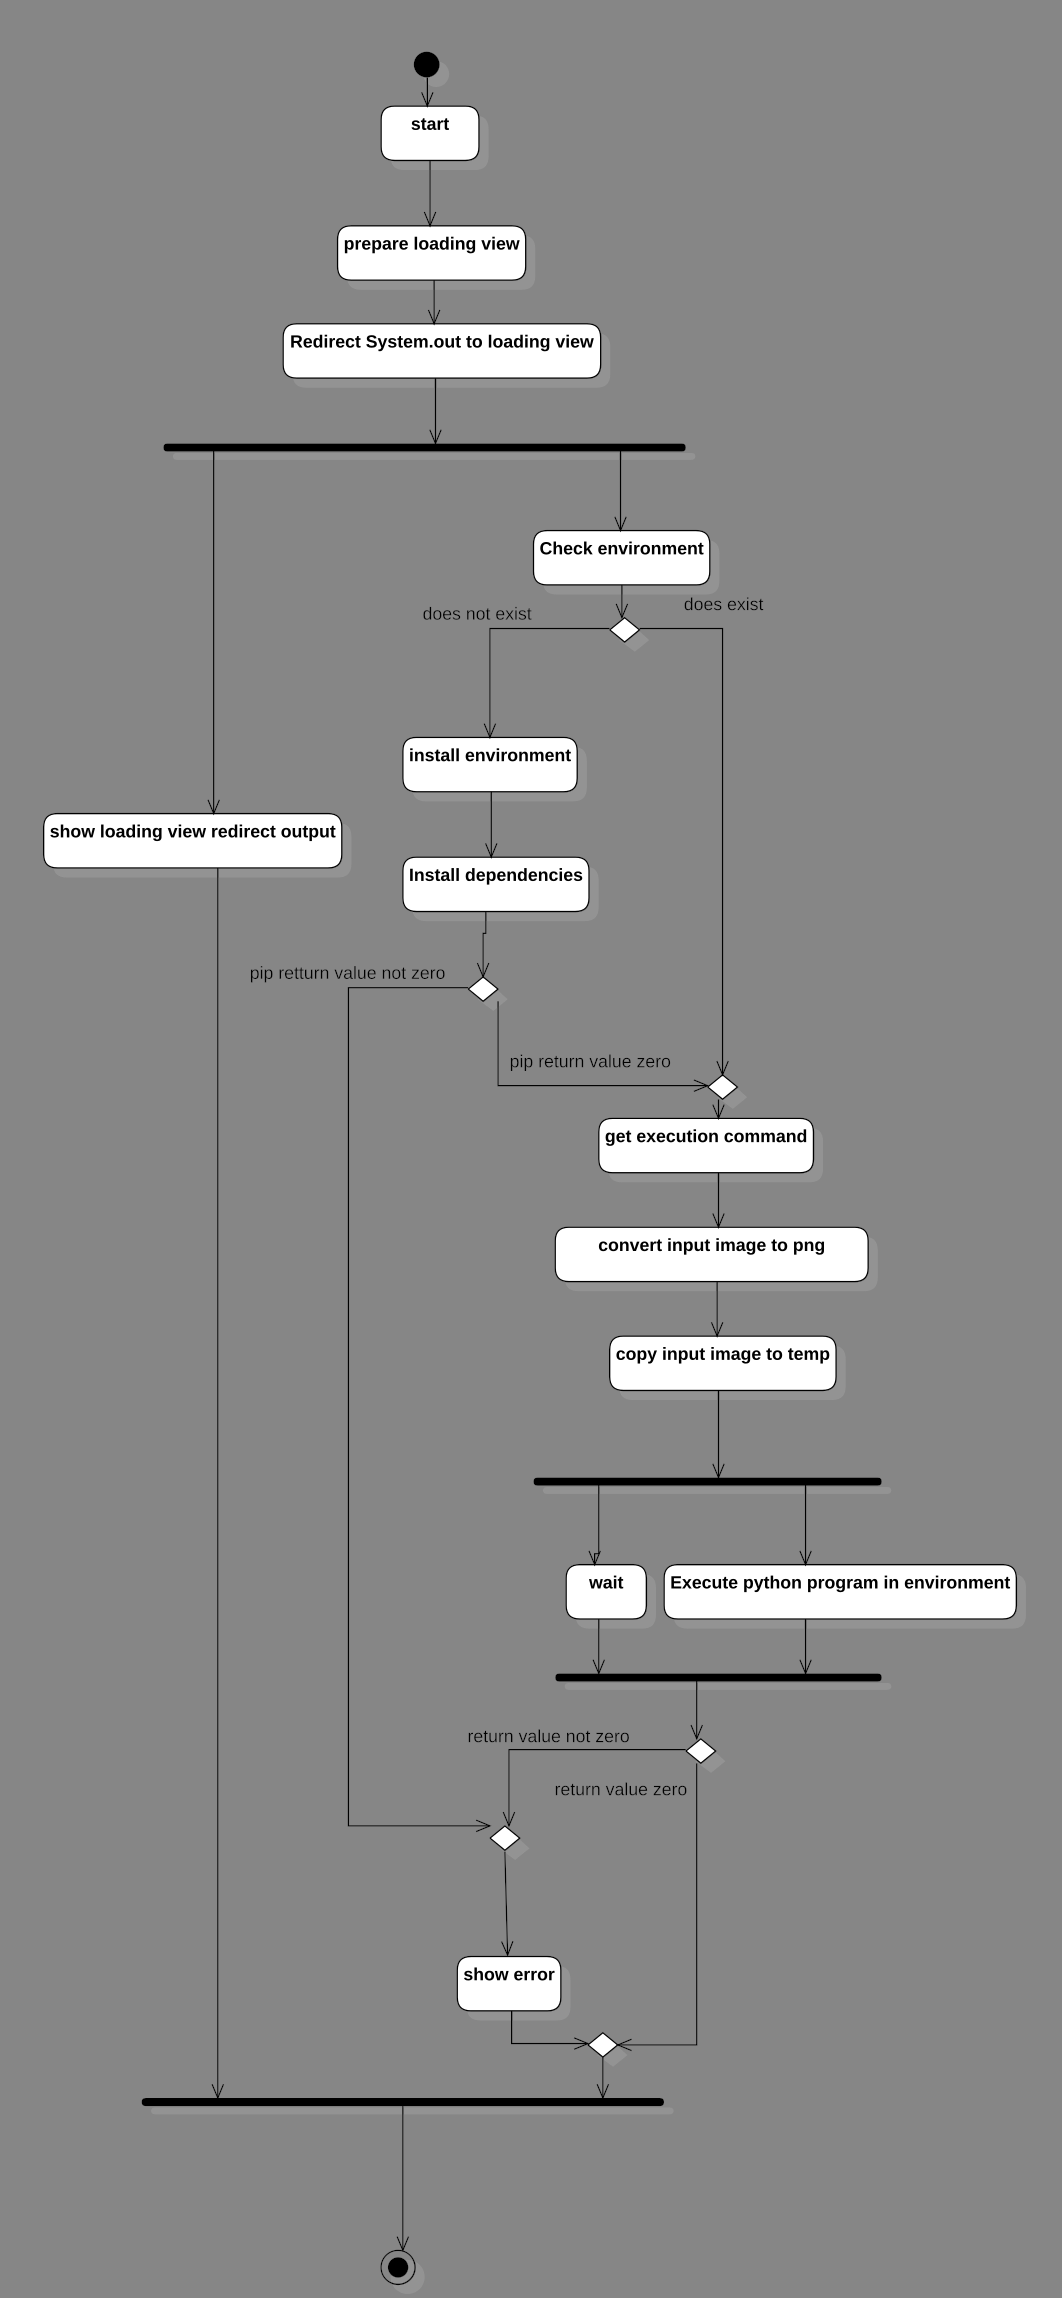 start
prepare loading view
Redirect System.out to loading view
Check environment
does not exist
does exist
install environment
show loading view redirect output
Install dependencies
pip retturn value not zero
pip return value zero
get execution command
convert input image to png
copy input image to temp
wait
Execute python program in environment
return value not zero
return value zero
show error